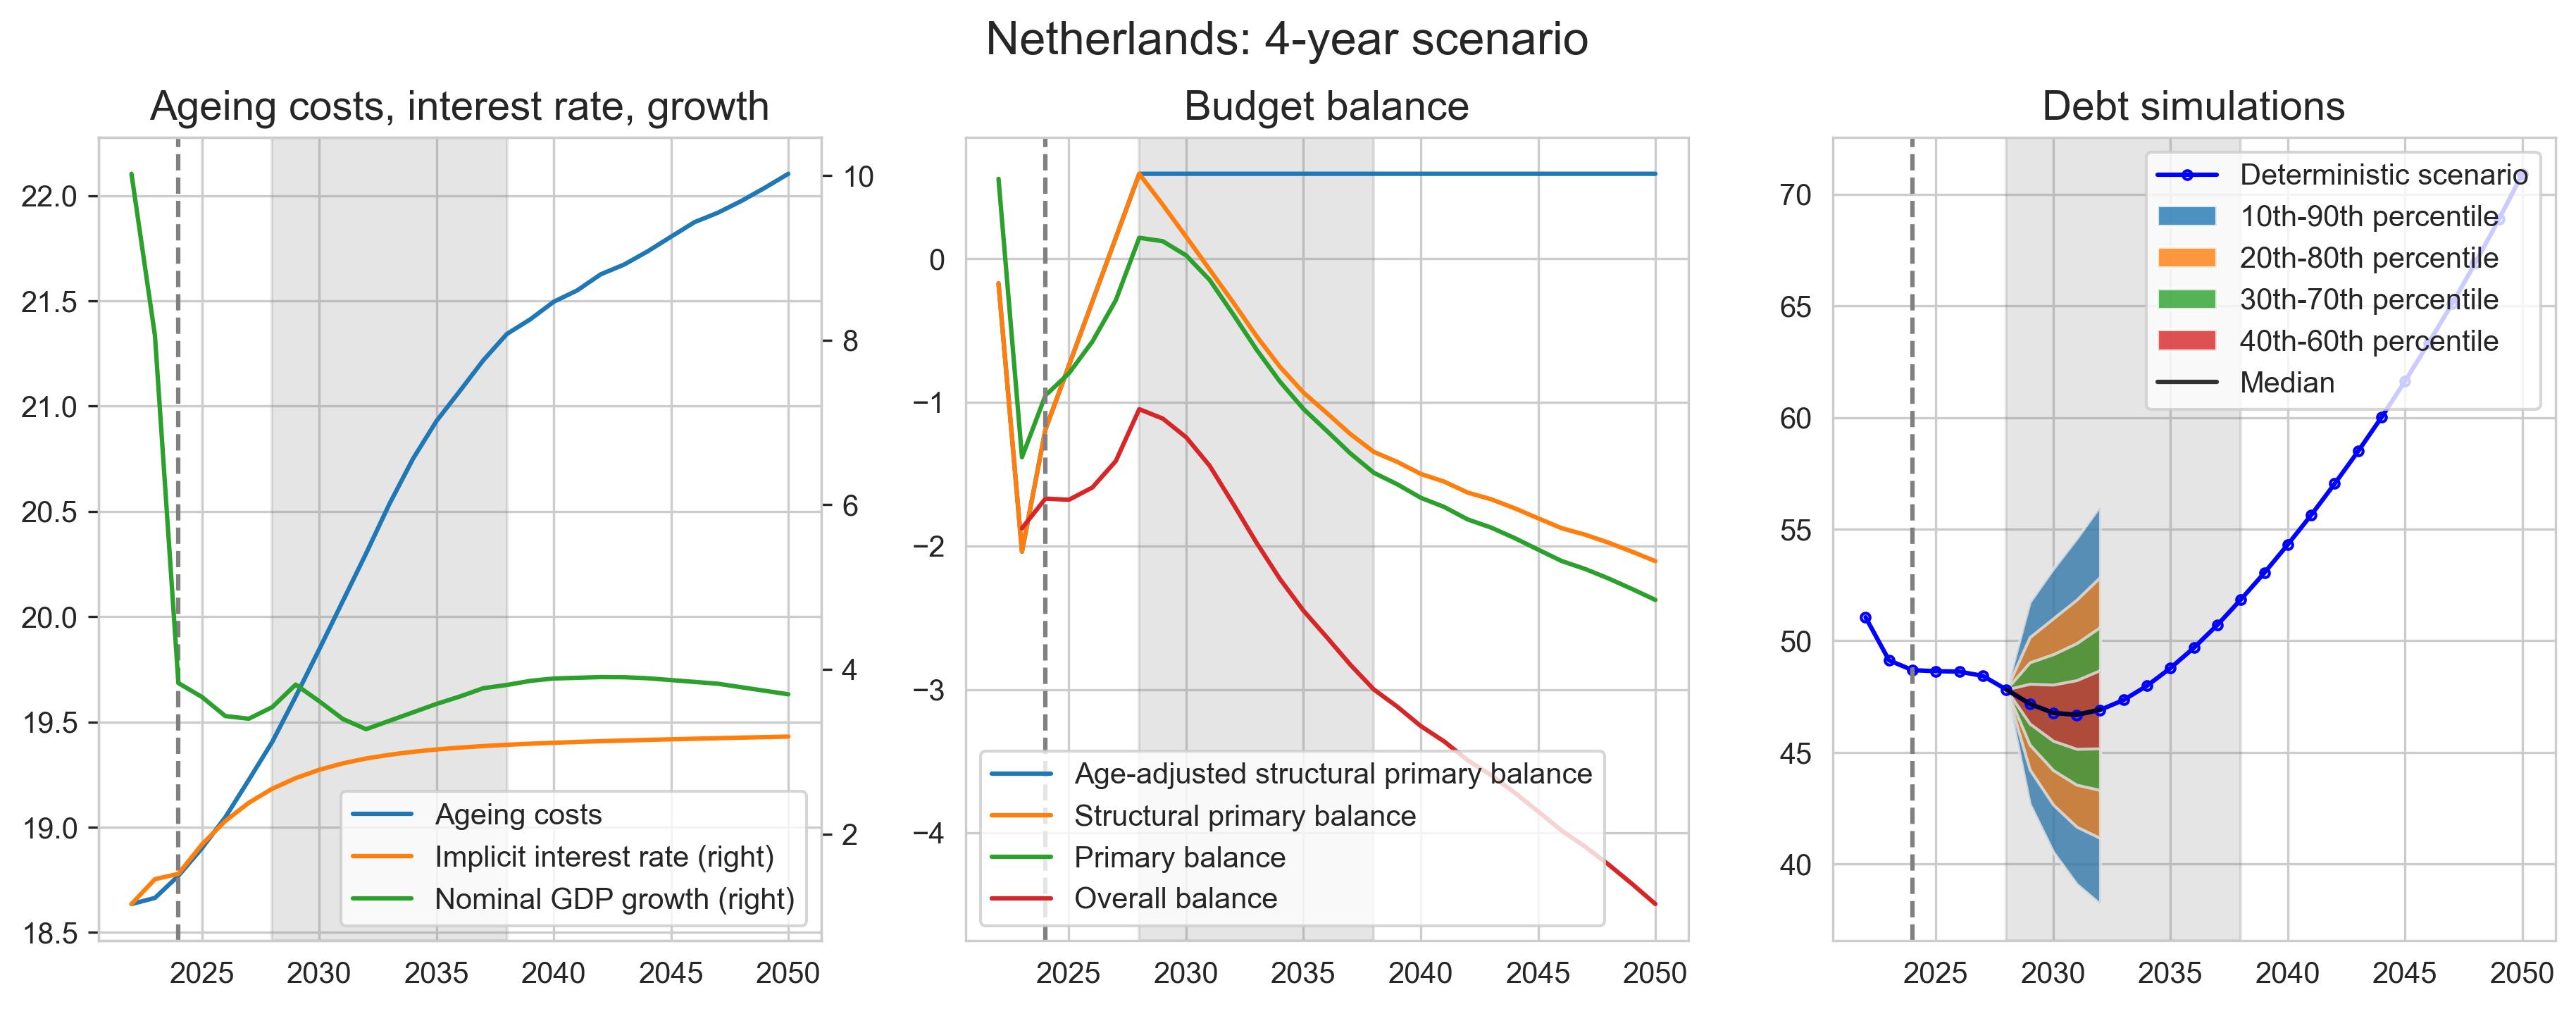 Netherlands: 4-year scenario
Ageing costs, interest rate, growth
22.0
21.5
21.0
20.5
20.0
19.5
19.0
18.5
10
8
6
4
2
Ageing costs
Implicit interest rate (right)
Nominal GDP growth (right)
2025 2030 2035 2040 2045 2050
Budget balance
0
−1
−2
−3
−4
Age-adjusted structural primary balance
Structural primary balance
Primary balance
Overall balance
2025 2030 2035 2040 2045 2050
Debt simulations
70
65
60
55
50
45
40
Deterministic scenario
10th-90th percentile
20th-80th percentile
30th-70th percentile
40th-60th percentile
Median
2025 2030 2035 2040 2045 2050